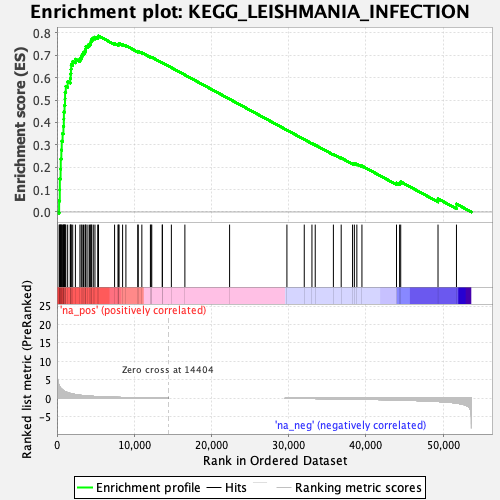 Enrichment plot: KEGG_LEISHMANIA_INFECTION
Enrichment score (ES)
0.8
0.7
0.6
0.5
0.4
0.3
0.2
0.1
0.0
'na_pos' (positively correlated)
Ranked list metric (PreRanked)
25
20
15
10
5
0
-5
Zero cross at 14404
'na_neg' (negatively correlated)
0 10,000 20,000 30,000 40,000 50,000
Rank in Ordered Dataset
Enrichment profile Hits Ranking metric scores